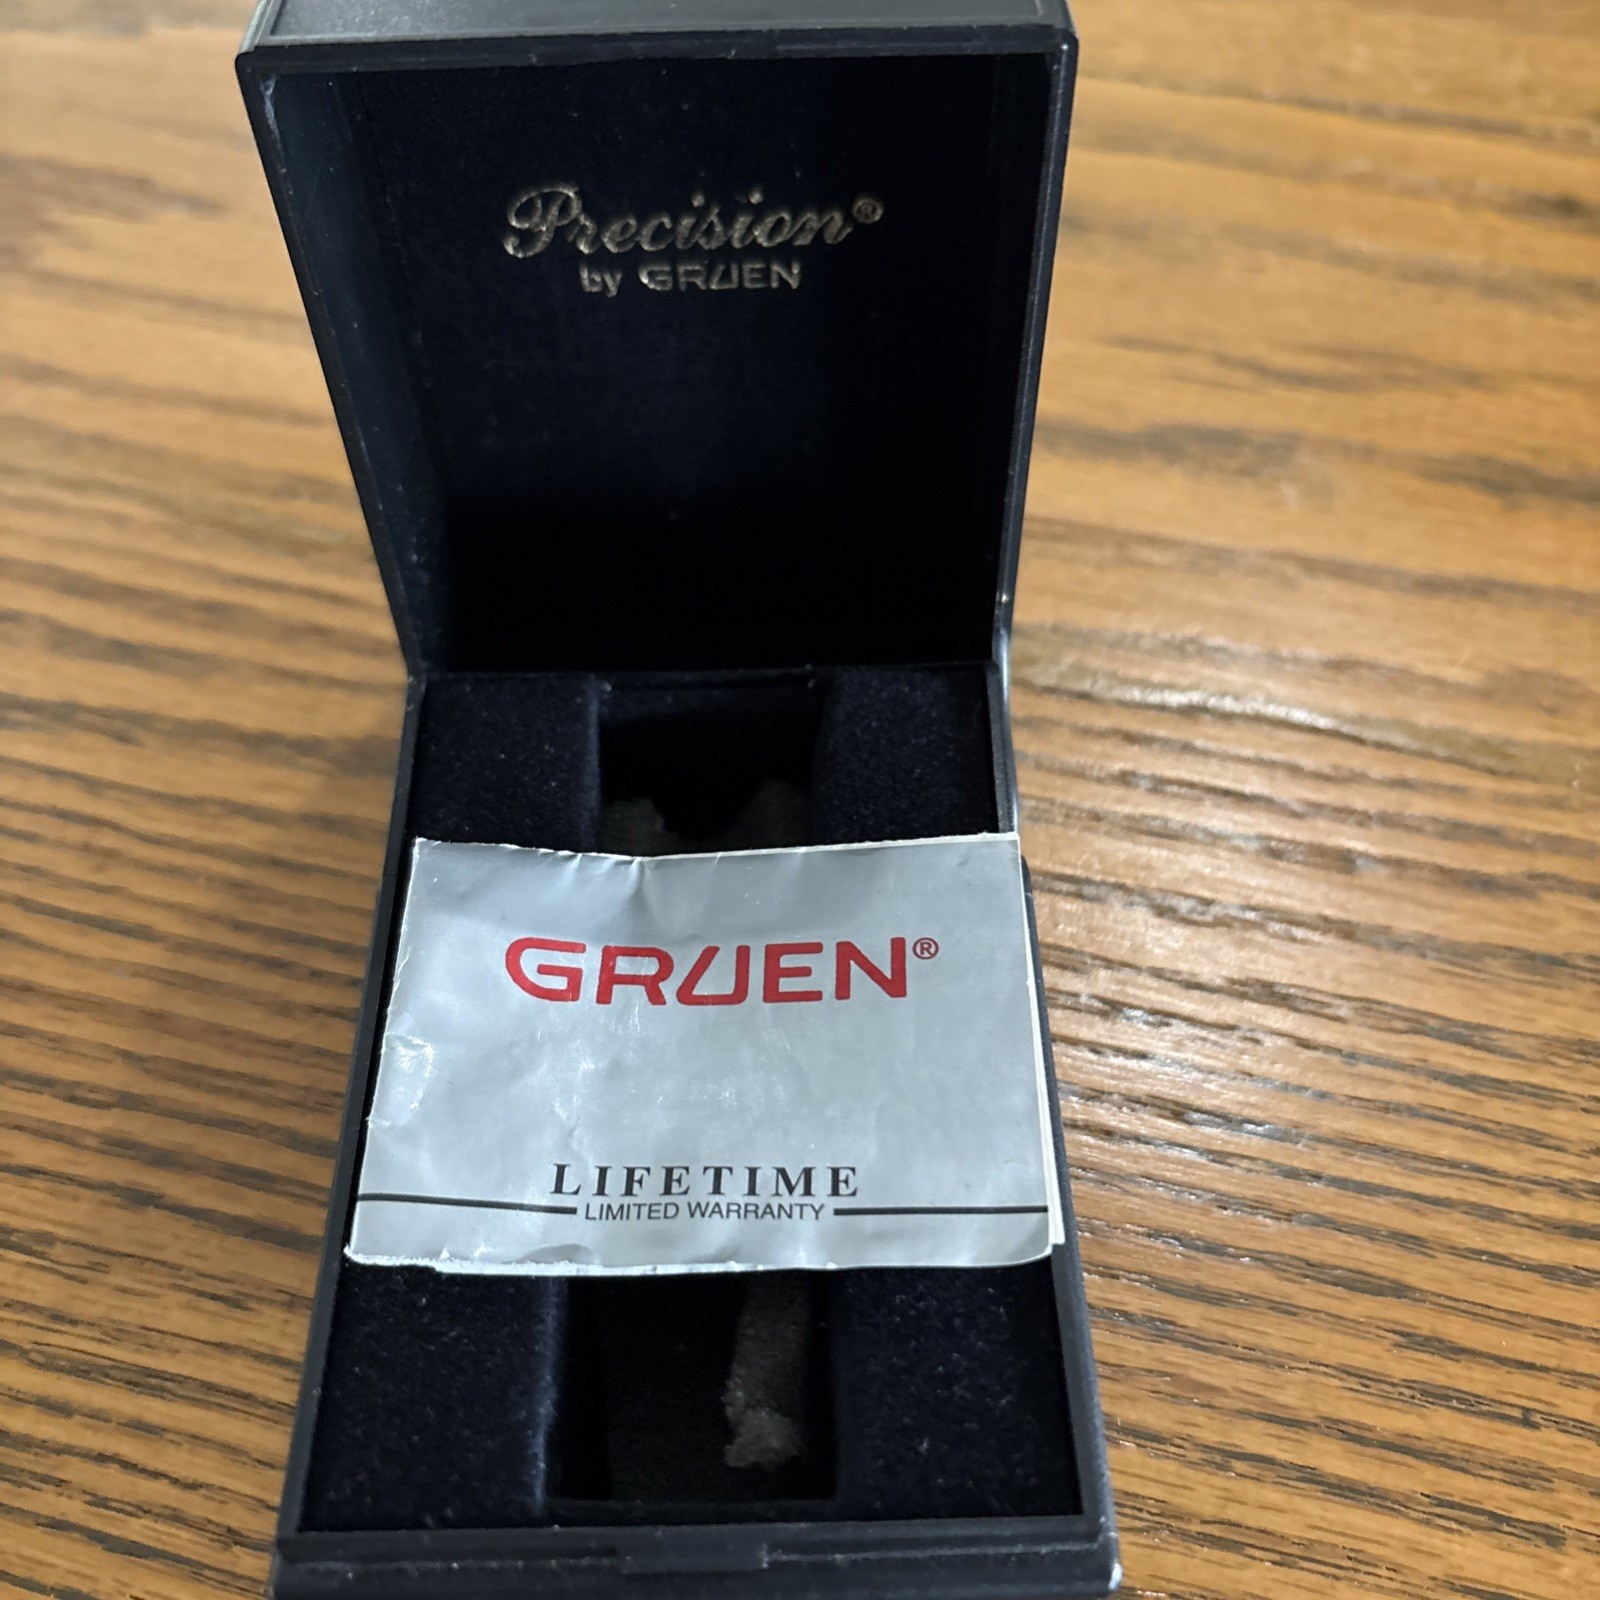 Precision®
by GRUEN
GRUEN®
LIFETIME
LIMITED WARRANTY